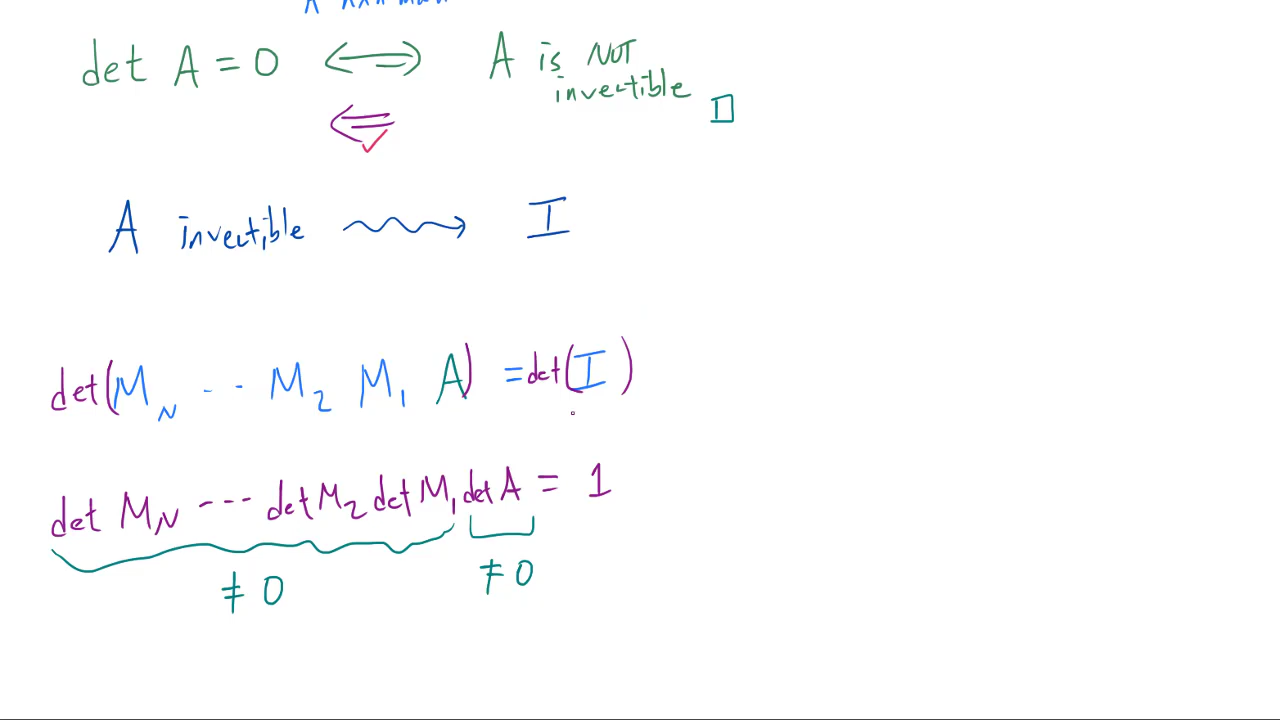 det A = 0 ⟺ A is NOT
invertible
⟸ ✓
A invertible ⇝ I
det(M_N ... M_2 M_1 A) = det(I)
det M_N --- det M_2 det M_1 det A = 1
≠ 0 ≠ 0